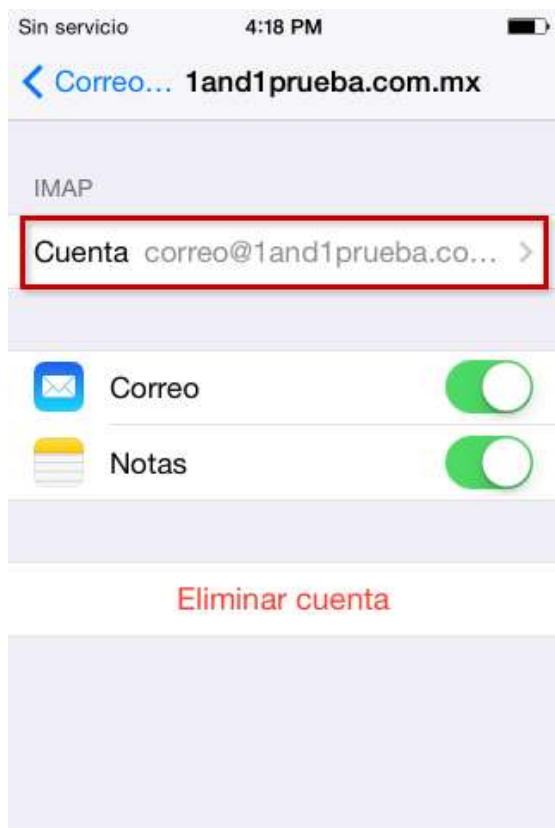 Sin servicio 4:18 PM
Correo... 1and1prueba.com.mx
IMAP
Cuenta correo@1and1prueba.co...
Correo
Notas
Eliminar cuenta